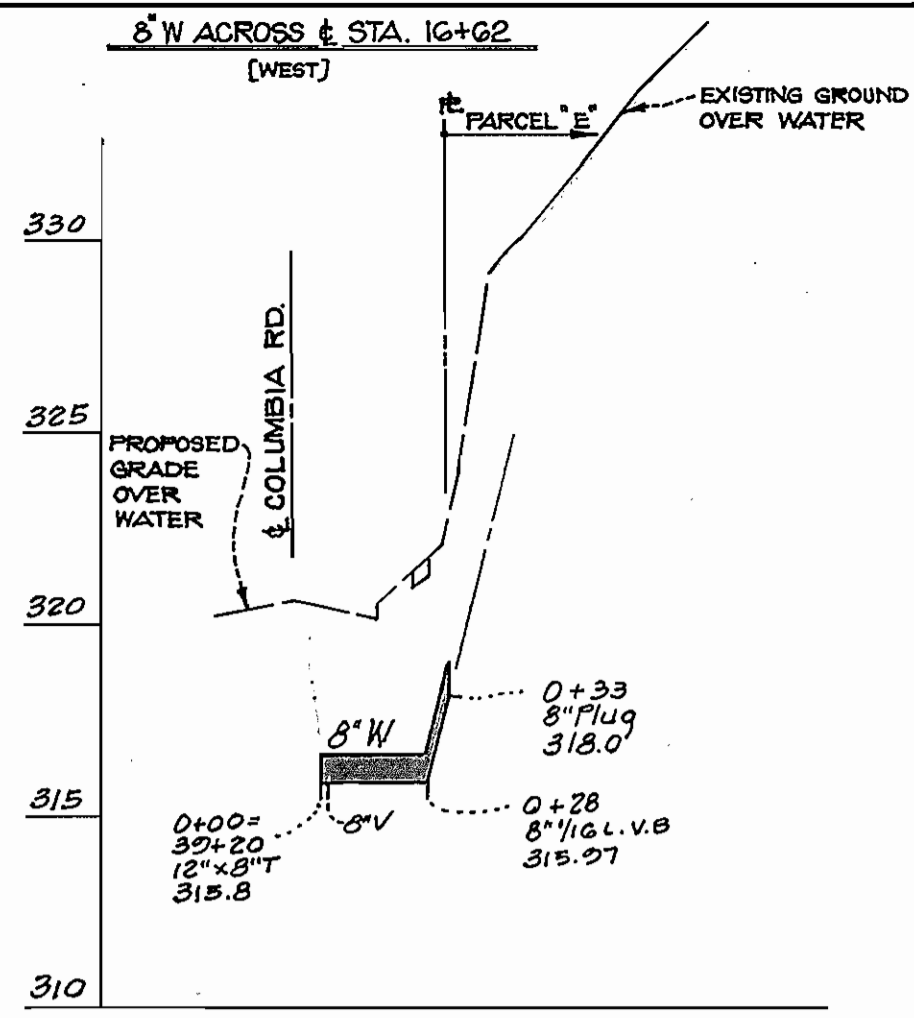 8" W ACROSS ℄ STA. 16+62
[WEST]
℄
PARCEL "E"
EXISTING GROUND
OVER WATER
330
℄ COLUMBIA RD.
325
PROPOSED
GRADE
OVER
WATER
320
0+33
8" Plug
318.0
8" W
315
0+00=
39+20
12"x8"T
315.8
8"V
0+28
8" 1/16 L.V.B
315.97
310